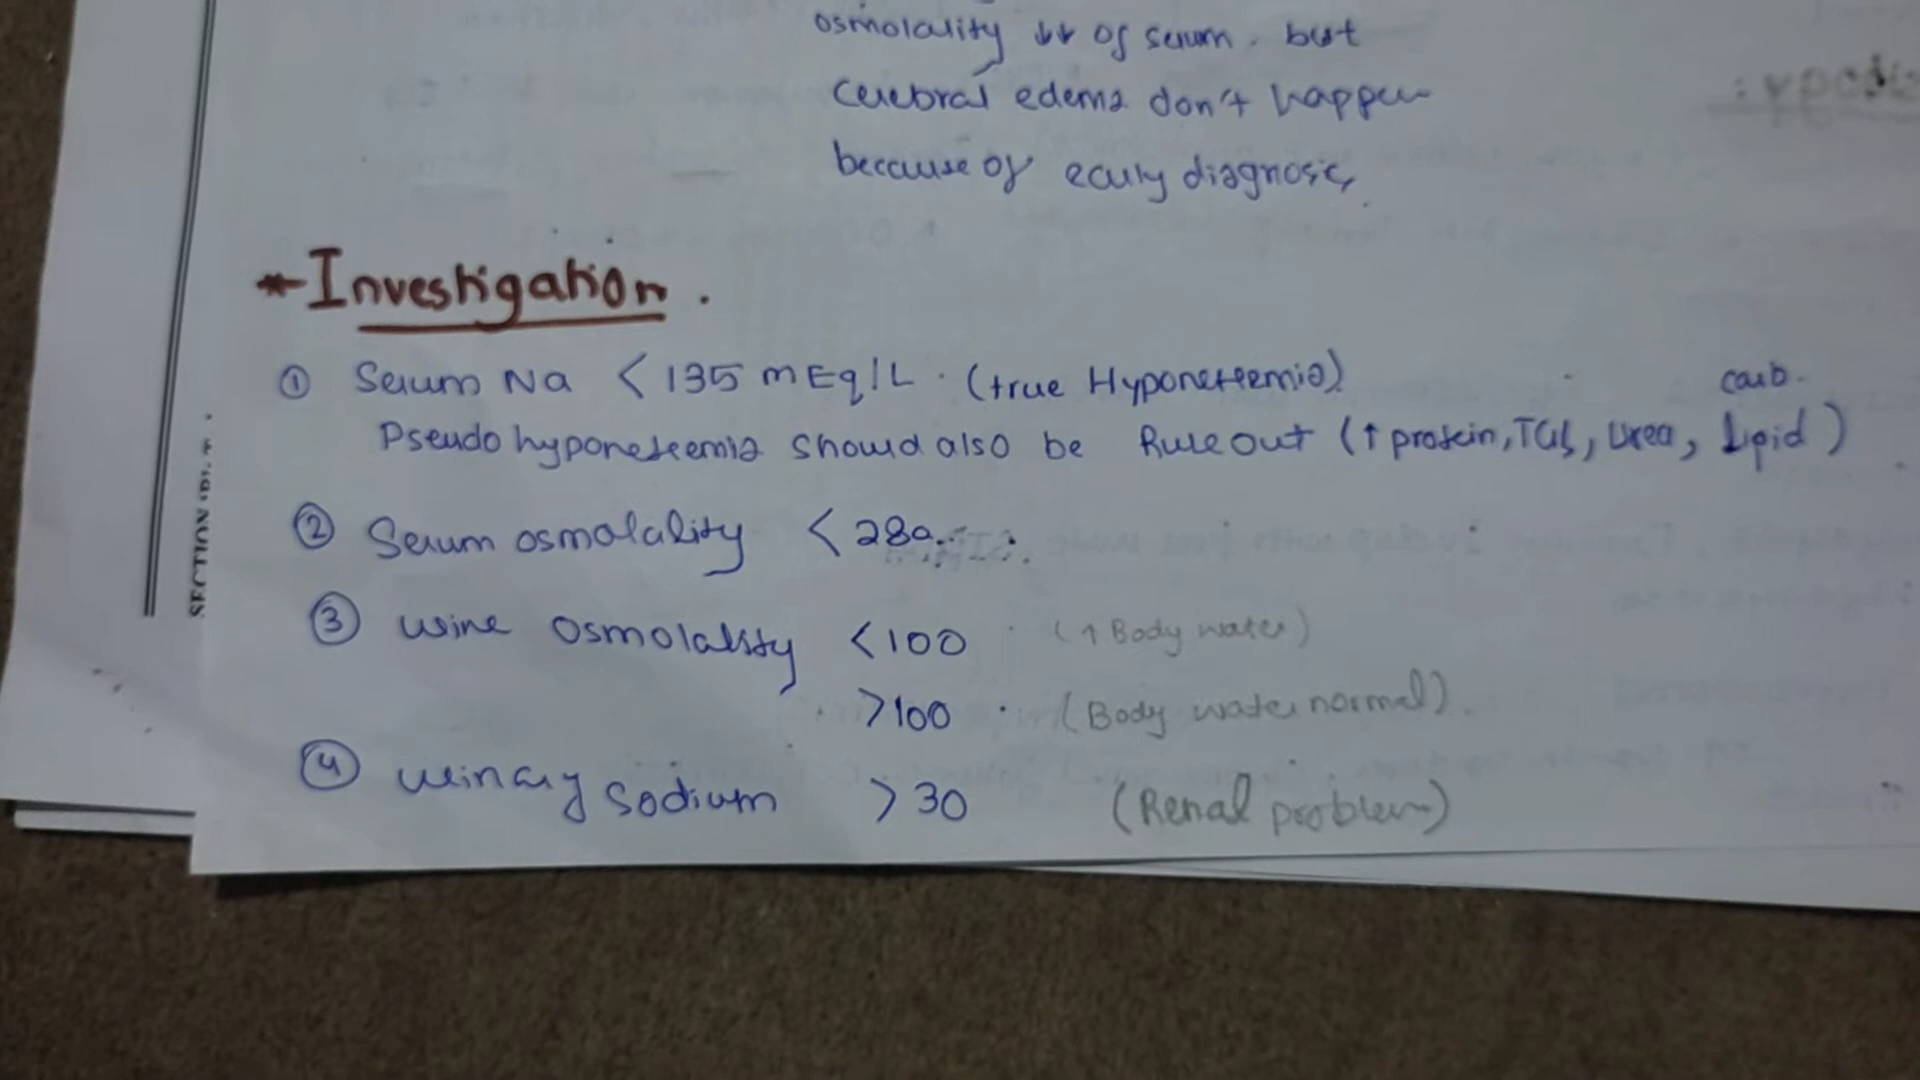 osmolality ↓↓ of serum. but
cerebral edema don't happen
because of early diagnosis,
* Investigation.
① Serum Na < 135 mEq/L. (true Hyponatremia)
carb.
Pseudo hyponatremia should also be Rule out (↑ protein, TGs, Urea, Lipid)
② Serum osmolality < 280
③ urine osmolality <100 (↑ Body water)
>100 (Body water normal)
④ urinary sodium >30 (Renal problem)
SECTION